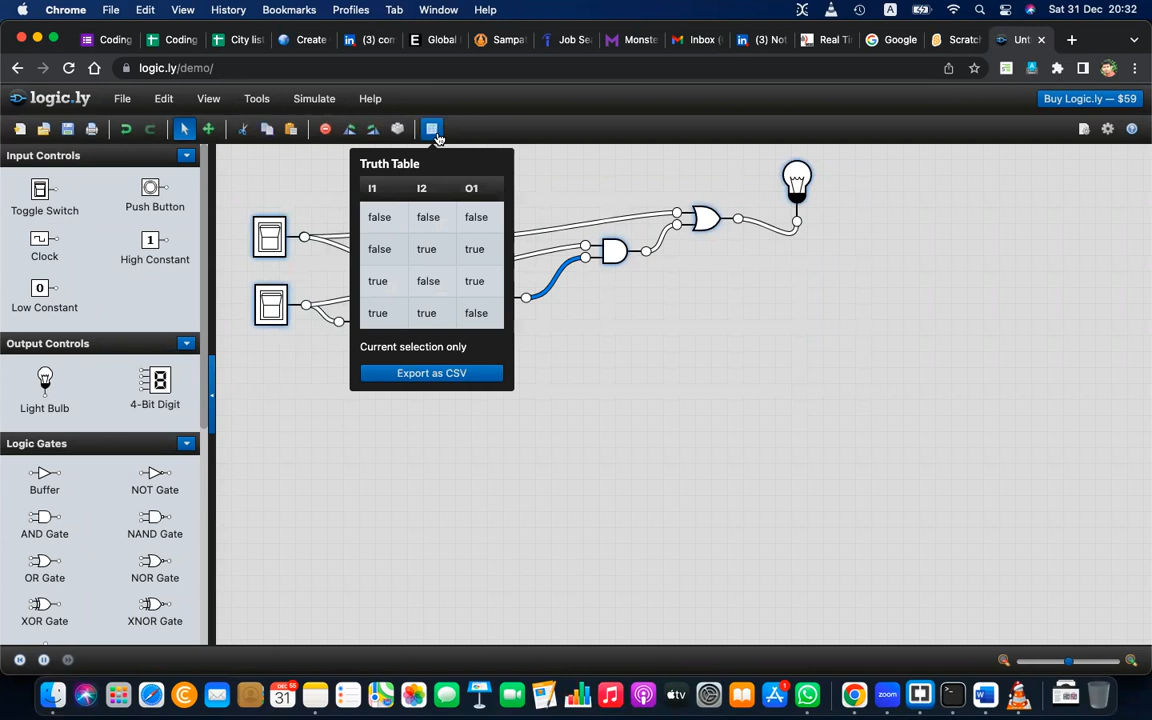 Chrome File Edit View History Bookmarks Profiles Tab Window Help A Sat 31 Dec 20:32
Coding Coding City list Create (3) com Global Sampat Job Se Monste Inbox ( (3) Not Real Ti Google Scratch Unt
logic.ly/demo/
logic.ly File Edit View Tools Simulate Help Buy Logic.ly — $59
Input Controls
Toggle Switch Push Button
Clock
1
High Constant
0
Low Constant
Output Controls
Light Bulb
8
4-Bit Digit
Logic Gates
Buffer NOT Gate
AND Gate NAND Gate
OR Gate NOR Gate
XOR Gate XNOR Gate
Truth Table
I1 I2 O1
false false false
false true true
true false true
true true false
Current selection only
Export as CSV
31
tv
zoom